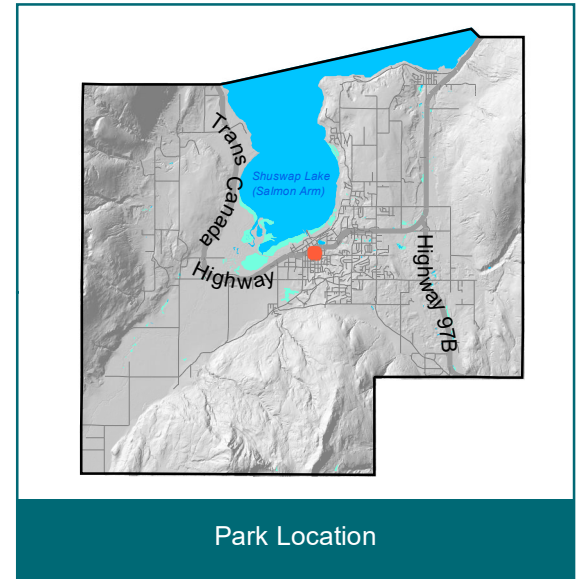 Trans Canada Highway
Shuswap Lake
(Salmon Arm)
Highway 97B
Park Location